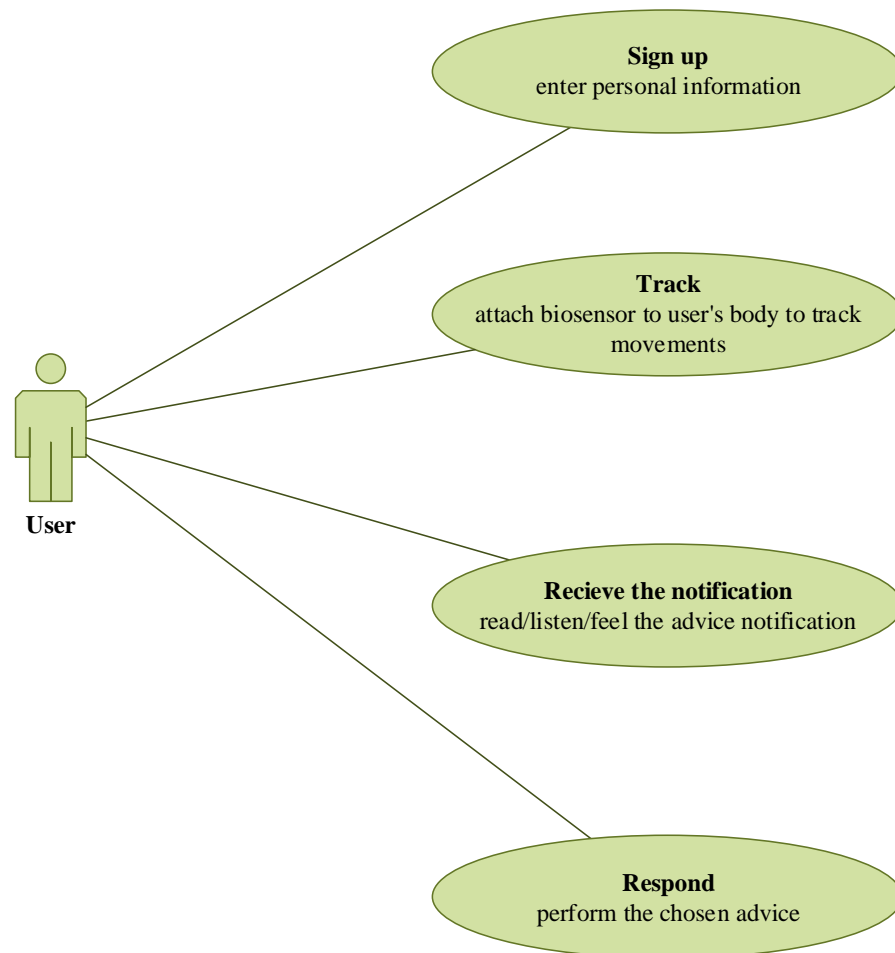 Sign up
enter personal information
Track
attach biosensor to user's body to track
movements
User
Recieve the notification
read/listen/feel the advice notification
Respond
perform the chosen advice